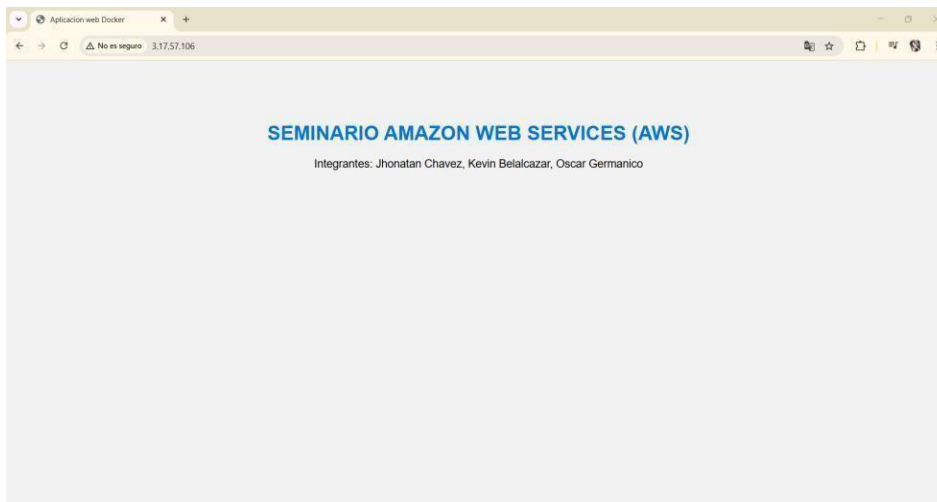 Aplicacion web Docker
No es seguro 3.17.57.106
SEMINARIO AMAZON WEB SERVICES (AWS)
Integrantes: Jhonatan Chavez, Kevin Belalcazar, Oscar Germanico